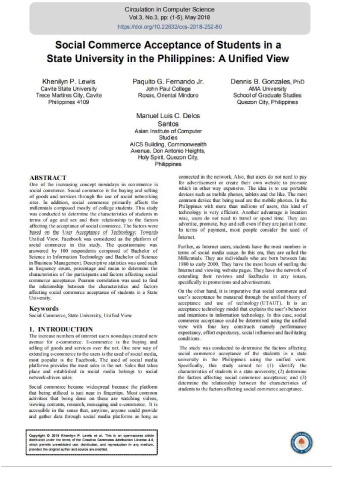 Circulation in Computer Science
Vol.3, No.3, pp: (1-5), May 2018
https://doi.org/10.22632/ccs-2018-252-80
Social Commerce Acceptance of Students in a
State University in the Philippines: A Unified View
Khenilyn P. Lewis
Cavite State University
Trece Martires City, Cavite
Philippines 4109
Paquito G. Fernando Jr.
John Paul College
Roxas, Oriental Mindoro
Dennis B. Gonzales, PhD
AMA University
School of Graduate Studies
Quezon City, Philippines
Manuel Luis C. Delos
Santos
Asian Institute of Computer
Studies
AICS Building, Commonwealth
Avenue, Don Antonio Heights,
Holy Spirit, Quezon City,
Philippines
ABSTRACT
One of the increasing concept nowadays in ecommerce is
social commerce. Social commerce is the buying and selling
of goods and services through the use of social networking
sites. In addition, social commerce primarily affects the
millennials composed mostly of college students. This study
was conducted to determine the characteristics of students in
terms of age and sex and their relationship to the factors
affecting the acceptance of social commerce. The factors were
based on the User Acceptance of Technology: Towards
Unified View. Facebook was considered as the platform of
social commerce in this study. The questionnaire was
answered by 100 respondents composed of Bachelor of
Science in Information Technology and Bachelor of Science
in Business Management. Descriptive statistics was used such
as frequency count, percentage and mean to determine the
characteristics of the participants and factors affecting social
commerce acceptance. Pearson correlation was used to find
the relationship between the characteristics and factors
affecting social commerce acceptance of students in a State
University.
Keywords
Social Commerce, State University, Unified View
1. INTRODUCTION
The increase number of internet users nowadays created new
avenue for e-commerce. E-commerce is the buying and
selling of goods and services over the net. One new way of
extending e-commerce to the users is the used of social media,
most popular is the Facebook. The used of social media
platforms provides the most sales in the net. Sales that takes
place and established in social media belongs to social
network-driven sales.
Social commerce became widespread because the platform
that being utilized is just near in fingertips. Most common
activities that being done on these are watching videos,
viewing contents, research, messaging and e-commerce. It is
accessible in the sense that, anytime, anyone could provide
and gather data through social media platforms as long as
connected in the network. Also, that users do not need to pay
for advertisement or create their own website to promote
which in other way expensive. The idea is to use portable
devices such as mobile phones, tablets and the like. The most
common device that being used are the mobile phones. In the
Philippines with more than millions of users, this kind of
technology is very efficient. Another advantage is location
wise, users do not need to travel or spend time. They can
advertise, promote, buy and sell even if they are just at home.
In terms of payment, most people consider the used of
Internet.
Further, as Internet users, students have the most numbers in
terms of social media usage. In this era, they are called the
Millennials. They are individuals who are born between late
1980 to early 2000. They have the most hours of surfing the
Internet and viewing website pages. They have the network of
extending their reviews and feedbacks in any issues,
specifically in promotions and advertisement.
On the other hand, it is imperative that social commerce and
user's acceptance be measured through the unified theory of
acceptance and use of technology (UTAUT). It is an
acceptance technology model that explains the user's behavior
and intentions in information technology. In this case, social
commerce acceptance could be determined using the unified
view with four key constructs namely performance
expectancy, effort expectancy, social influence and facilitating
conditions.
The study was conducted to determine the factors affecting
social commerce acceptance of the students in a state
university in the Philippines using the unified view.
Specifically, this study aimed to: (1) identify the
characteristics of students in a state university; (2) determine
the factors affecting social commerce acceptance; and (3)
determine the relationship between the characteristics of
students to the factors affecting social commerce acceptance.
Copyright © 2018 Khenilyn P. Lewis et al. This is an open-access article
distributed under the terms of the Creative Commons Attribution License 4.0,
which permits unrestricted use, distribution, and reproduction in any medium,
provided the original author and source are credited.